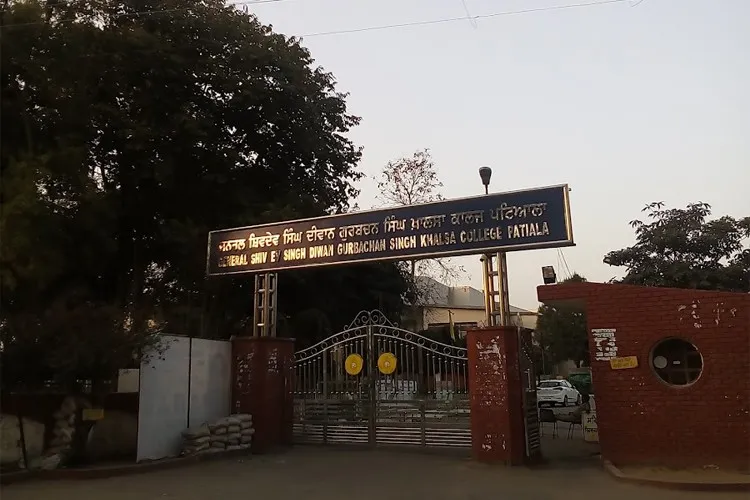 ਜਨਰਲ ਸ਼ਿਵਦੇਵ ਸਿੰਘ ਦੀਵਾਨ ਗੁਰਬਚਨ ਸਿੰਘ ਖ਼ਾਲਸਾ ਕਾਲਜ ਪਟਿਆਲਾ
GENERAL SHIV EV SINGH DIWAN GURBACHAN SINGH KHALSA COLLEGE PATIALA